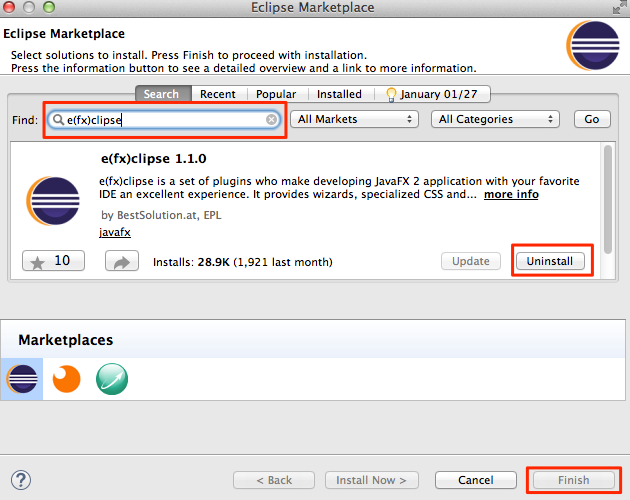 Eclipse Marketplace
Eclipse Marketplace
Select solutions to install. Press Finish to proceed with installation.
Press the information button to see a detailed overview and a link to more information.
Search Recent Popular Installed January 01/27
Find: e(fx)clipse All Markets All Categories Go
e(fx)clipse 1.1.0
e(fx)clipse is a set of plugins who make developing JavaFX 2 application with your favorite
IDE an excellent experience. It provides wizards, specialized CSS and... more info
by BestSolution.at, EPL
javafx
10 Installs: 28.9K (1,921 last month) Update Uninstall
Marketplaces
? < Back Install Now > Cancel Finish